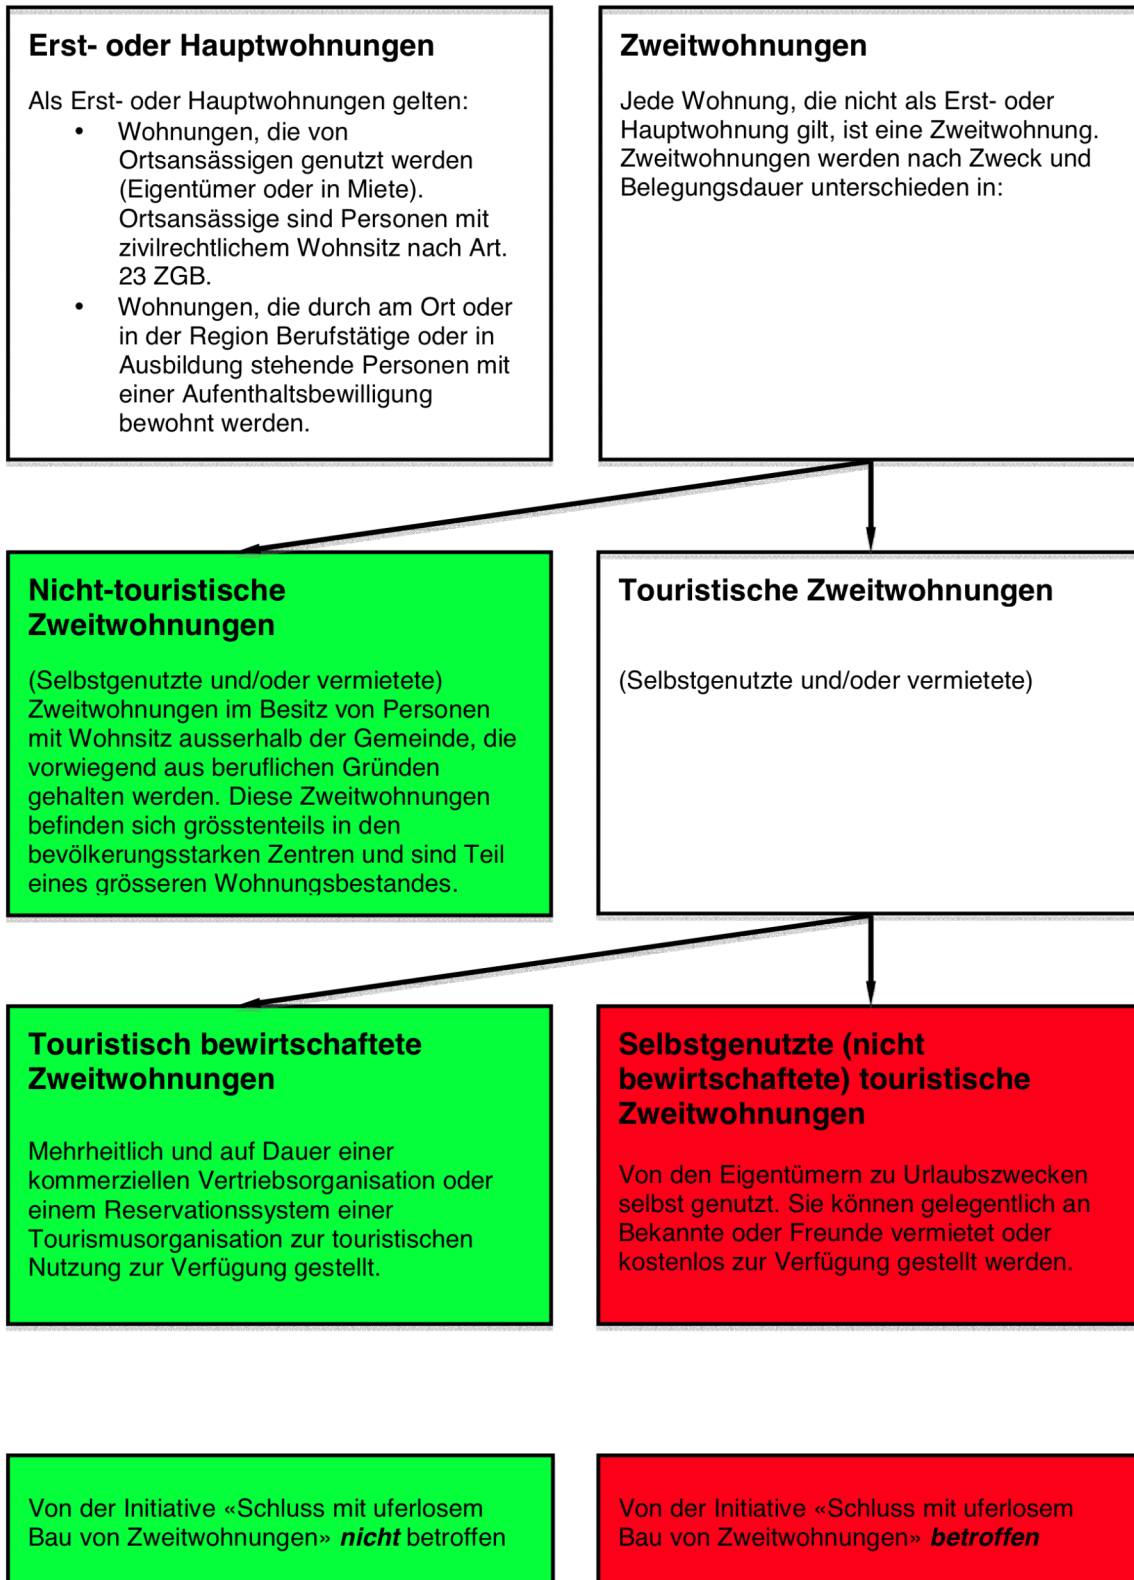 Erst- oder Hauptwohnungen
Als Erst- oder Hauptwohnungen gelten:
• Wohnungen, die von
Ortsansässigen genutzt werden
(Eigentümer oder in Miete).
Ortsansässige sind Personen mit
zivilrechtlichem Wohnsitz nach Art.
23 ZGB.
• Wohnungen, die durch am Ort oder
in der Region Berufstätige oder in
Ausbildung stehende Personen mit
einer Aufenthaltsbewilligung
bewohnt werden.
Zweitwohnungen
Jede Wohnung, die nicht als Erst- oder
Hauptwohnung gilt, ist eine Zweitwohnung.
Zweitwohnungen werden nach Zweck und
Belegungsdauer unterschieden in:
Nicht-touristische
Zweitwohnungen
(Selbstgenutzte und/oder vermietete)
Zweitwohnungen im Besitz von Personen
mit Wohnsitz ausserhalb der Gemeinde, die
vorwiegend aus beruflichen Gründen
gehalten werden. Diese Zweitwohnungen
befinden sich grösstenteils in den
bevölkerungsstarken Zentren und sind Teil
eines grösseren Wohnungsbestandes.
Touristische Zweitwohnungen
(Selbstgenutzte und/oder vermietete)
Touristisch bewirtschaftete
Zweitwohnungen
Mehrheitlich und auf Dauer einer
kommerziellen Vertriebsorganisation oder
einem Reservationssystem einer
Tourismusorganisation zur touristischen
Nutzung zur Verfügung gestellt.
Selbstgenutzte (nicht
bewirtschaftete) touristische
Zweitwohnungen
Von den Eigentümern zu Urlaubszwecken
selbst genutzt. Sie können gelegentlich an
Bekannte oder Freunde vermietet oder
kostenlos zur Verfügung gestellt werden.
Von der Initiative «Schluss mit uferlosem
Bau von Zweitwohnungen» nicht betroffen
Von der Initiative «Schluss mit uferlosem
Bau von Zweitwohnungen» betroffen